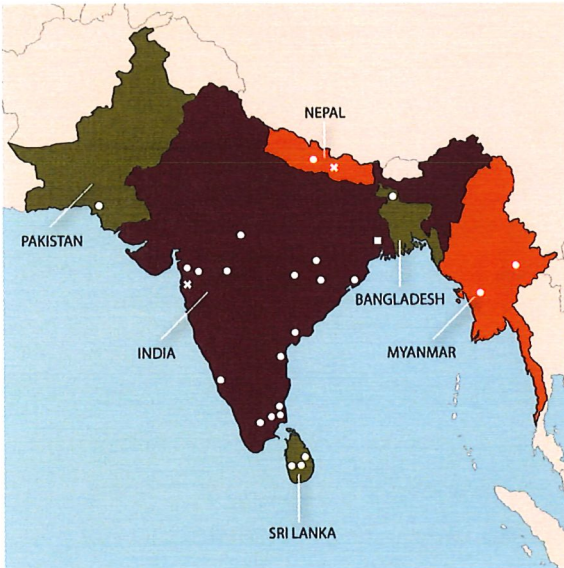 NEPAL
PAKISTAN
BANGLADESH
INDIA
MYANMAR
SRI LANKA